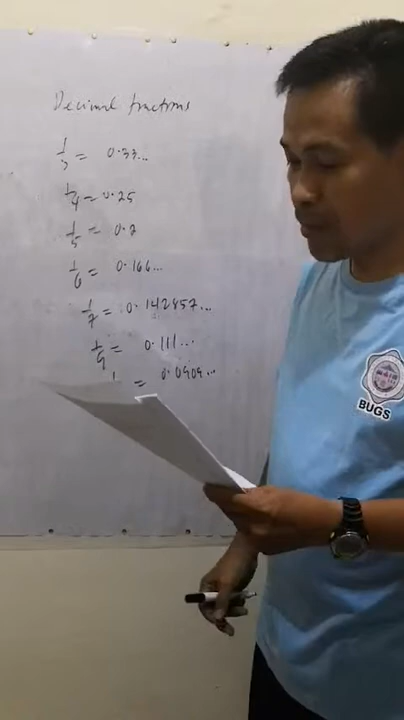 Decimal fractions
1/3 = 0.33...
1/4 = 0.25
1/5 = 0.2
1/6 = 0.166...
1/7 = 0.142857...
1/9 = 0.111...
= 0.0909...
BUGS